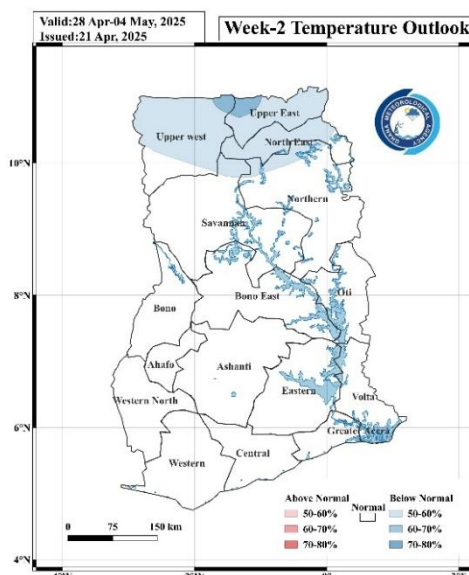 Valid:28 Apr-04 May, 2025
Issued:21 Apr, 2025
Week-2 Temperature Outlook
Upper East
Upper west
North East
10°N
Northern
Savannah
8°N
Oti
Bono
Bono East
Ahafo
Ashanti
Eastern
Volta
Western North
6°N
Greater Accra
Central
Western
Above Normal
Normal
Below Normal
50-60%
50-60%
60-70%
60-70%
70-80%
70-80%
0 75 150 km
4°N